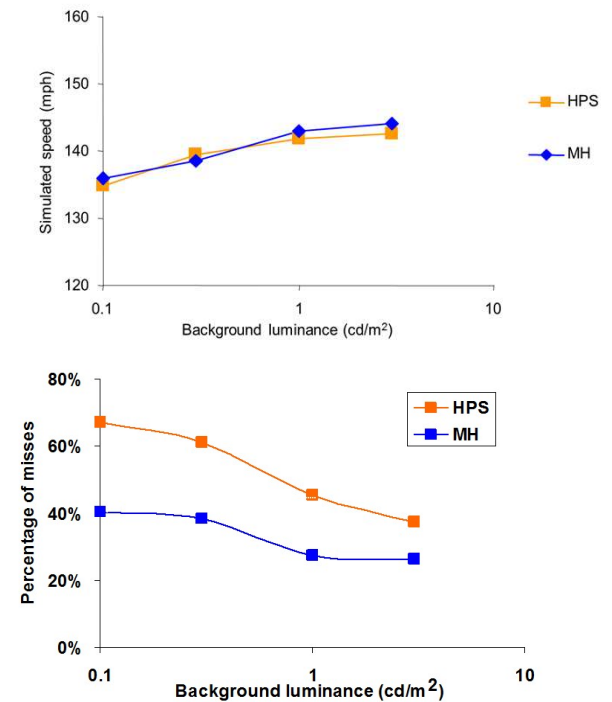 160
150
140
130
120
Simulated speed (mph)
HPS
MH
0.1
1
10
Background luminance (cd/m²)
80%
60%
40%
20%
0%
Percentage of misses
HPS
MH
0.1
1
10
Background luminance (cd/m²)